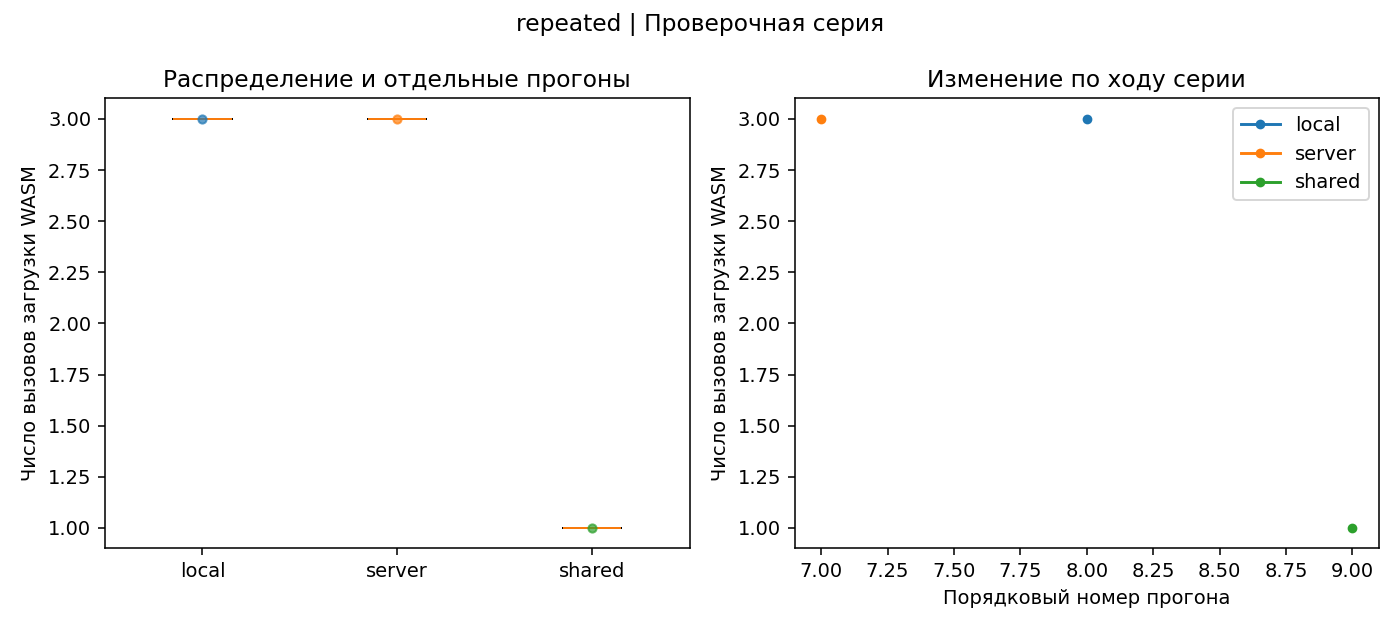 repeated | Проверочная серия
Распределение и отдельные прогоны
Число вызовов загрузки WASM
3.00
2.75
2.50
2.25
2.00
1.75
1.50
1.25
1.00
local
server
shared
Изменение по ходу серии
Число вызовов загрузки WASM
3.00
2.75
2.50
2.25
2.00
1.75
1.50
1.25
1.00
local
server
shared
7.00 7.25 7.50 7.75 8.00 8.25 8.50 8.75 9.00
Порядковый номер прогона